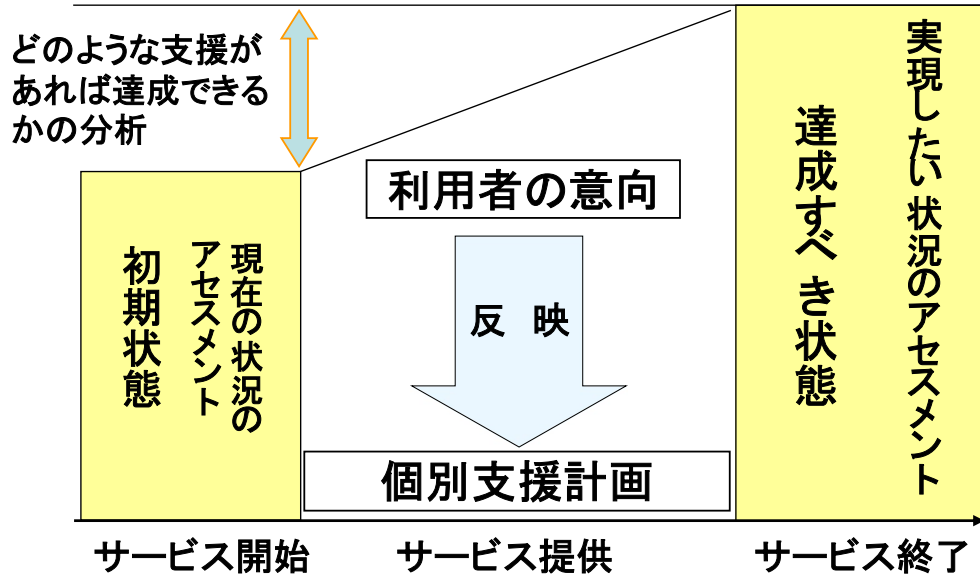 どのような支援が
あれば達成できる
かの分析
現在の状況の
アセスメント
初期状態
利用者の意向
反 映
個別支援計画
実現したい状況のアセスメント
達成すべき状態
サービス開始
サービス提供
サービス終了